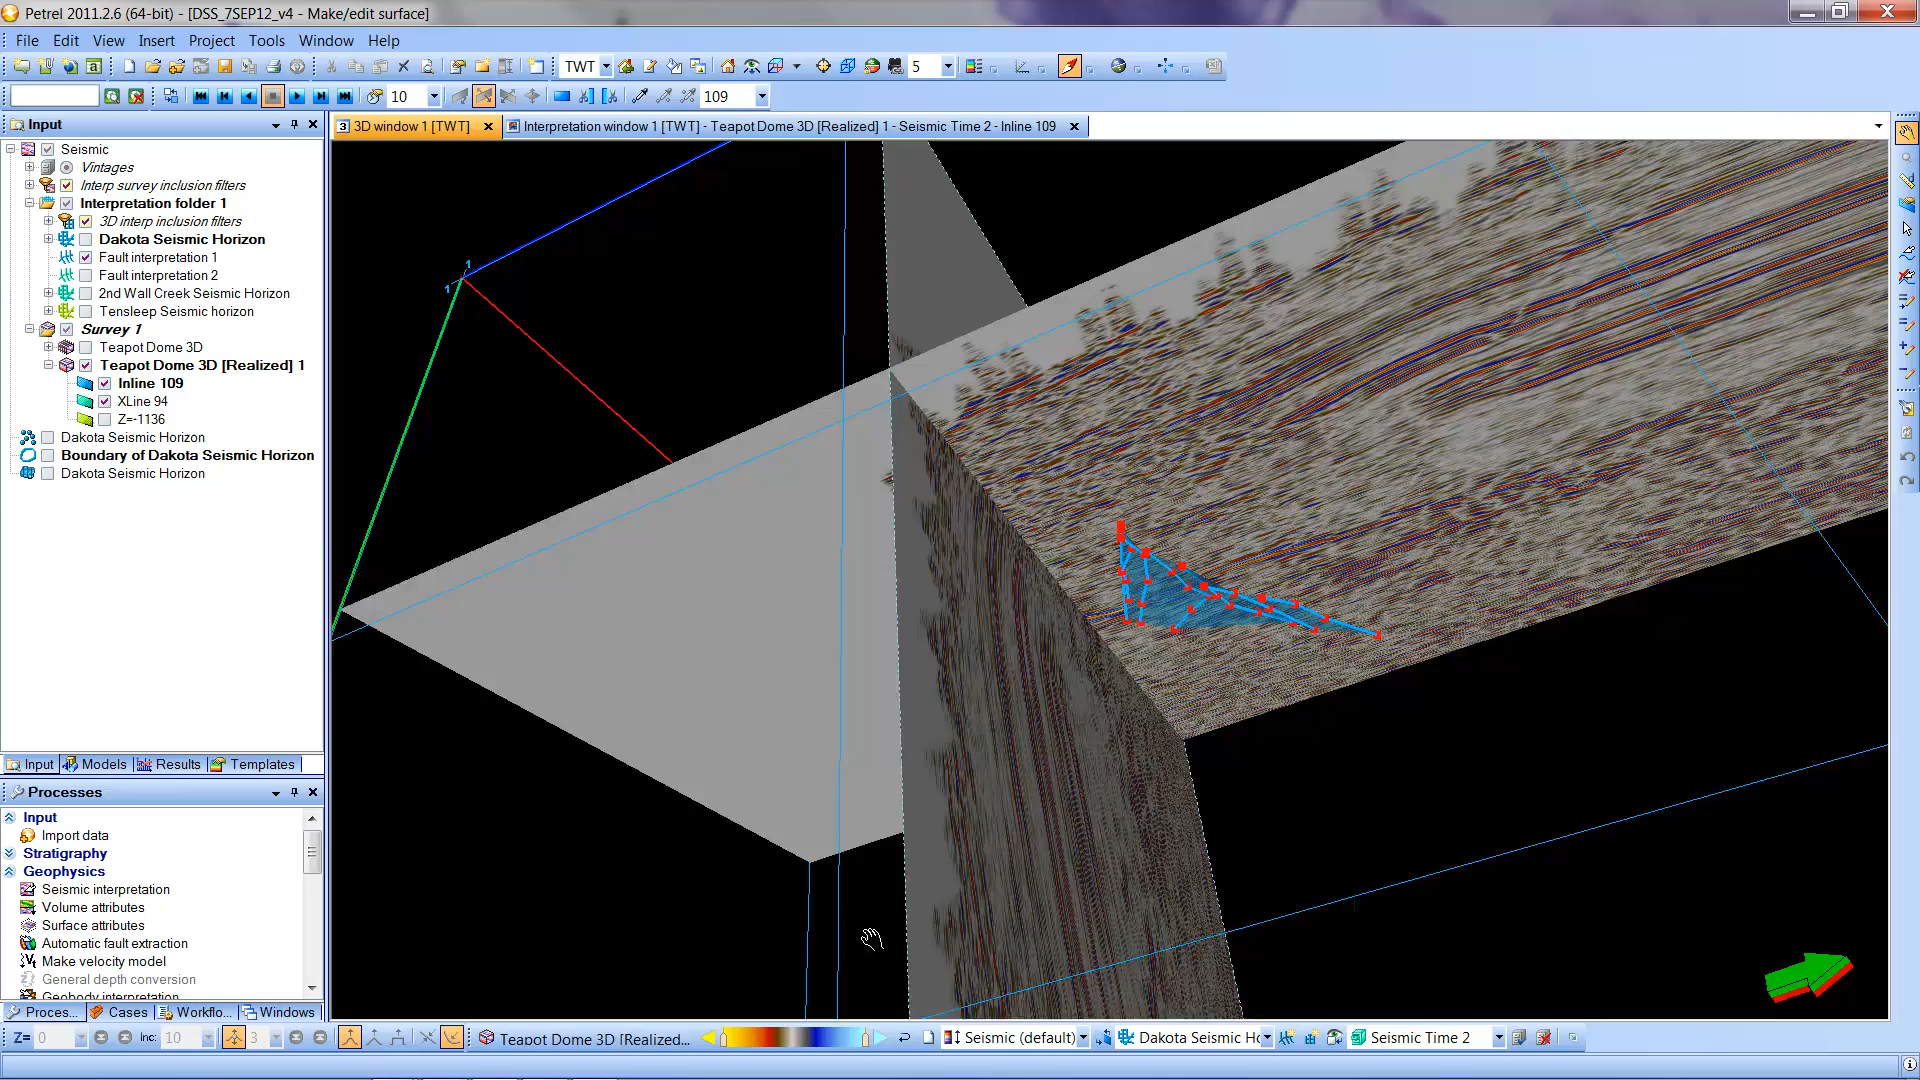 Petrel 2011.2.6 (64-bit) - [DSS_7SEP12_v4 - Make/edit surface]
File Edit View Insert Project Tools Window Help
TWT 5
10 109
Input
3D window 1 [TWT] Interpretation window 1 [TWT] - Teapot Dome 3D [Realized] 1 - Seismic Time 2 - Inline 109
Seismic
Vintages
Interp survey inclusion filters
Interpretation folder 1
3D interp inclusion filters
Dakota Seismic Horizon
Fault interpretation 1
Fault interpretation 2
2nd Wall Creek Seismic Horizon
Tensleep Seismic horizon
Survey 1
Teapot Dome 3D
Teapot Dome 3D [Realized] 1
Inline 109
XLine 94
Z=-1136
Dakota Seismic Horizon
Boundary of Dakota Seismic Horizon
Dakota Seismic Horizon
1
1
Input Models Results Templates
Processes
Input
Import data
Stratigraphy
Geophysics
Seismic interpretation
Volume attributes
Surface attributes
Automatic fault extraction
Make velocity model
General depth conversion
Geobody interpretation
Proces... Cases Workflo... Windows
Z= 0 Inc: 10 3 Teapot Dome 3D [Realized... Seismic (default) Dakota Seismic Hc Seismic Time 2